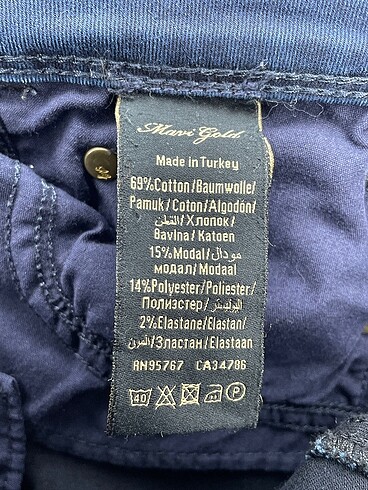 Mavi Gold
Made in Turkey
69%Cotton/Baumwolle/
Pamuk/Coton/Algodón/
القطن/Хлопок/
Bavlna/Katoen
15%Modal/مودال/
модал/Modaal
14%Polyester/Poliester/
Полиэстер/البوليستر/
2%Elastane/Elastan/
إيلاستان/Эластан/Elastaan
RN95767 CA34786
40 P